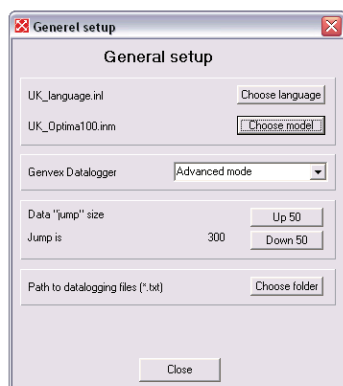 Generel setup
General setup
UK_language.inl Choose language
UK_Optima100.inm Choose model
Genvex Datalogger Advanced mode
Data "jump" size Up 50
Jump is 300 Down 50
Path to datalogging files (*.txt) Choose folder
Close